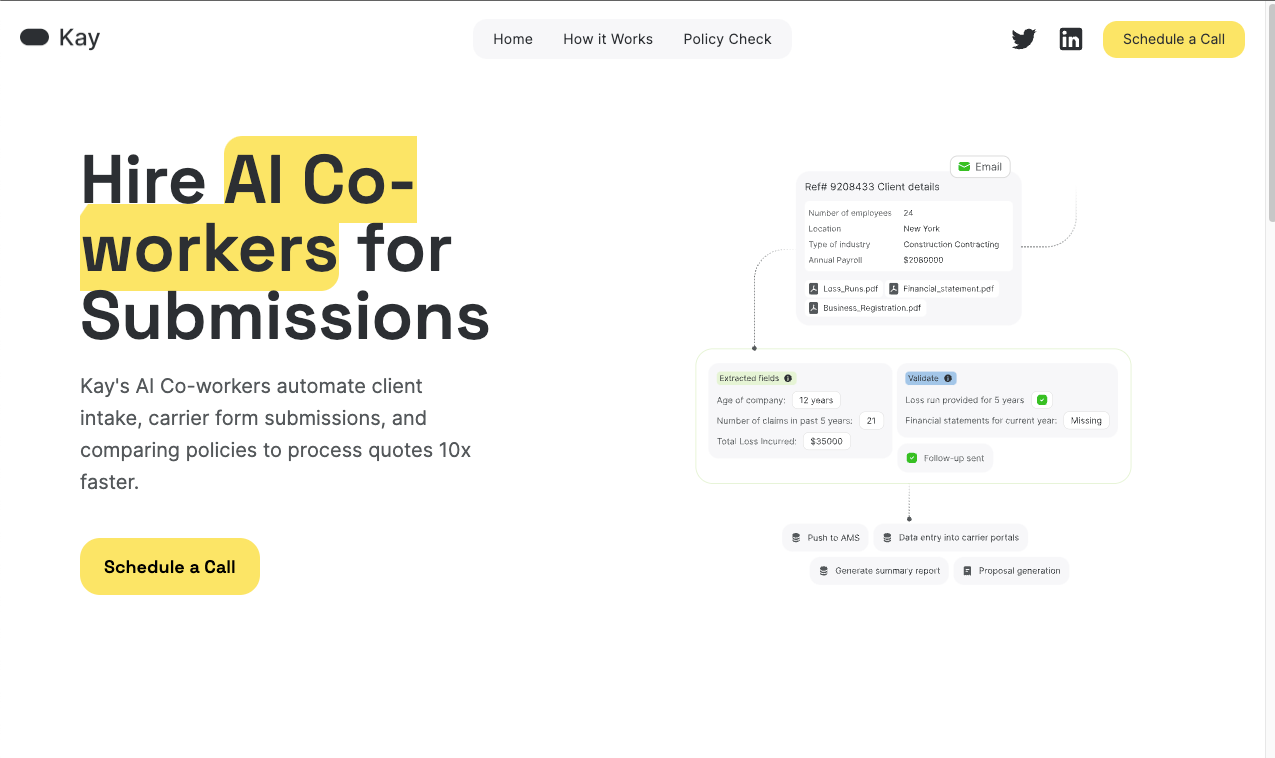 Kay
Home
How it Works
Policy Check
Schedule a Call
Hire AI Co-
workers for
Submissions
Kay's AI Co-workers automate client
intake, carrier form submissions, and
comparing policies to process quotes 10x
faster.
Schedule a Call
Email
Ref# 9208433 Client details
Number of employees 24
Location New York
Type of industry Construction Contracting
Annual Payroll $2080000
Loss_Runs.pdf Financial_statement.pdf
Business_Registration.pdf
Extracted fields
Age of company: 12 years
Number of claims in past 5 years: 21
Total Loss Incurred: $35000
Validate
Loss run provided for 5 years
Financial statements for current year: Missing
Follow-up sent
Push to AMS
Data entry into carrier portals
Generate summary report
Proposal generation